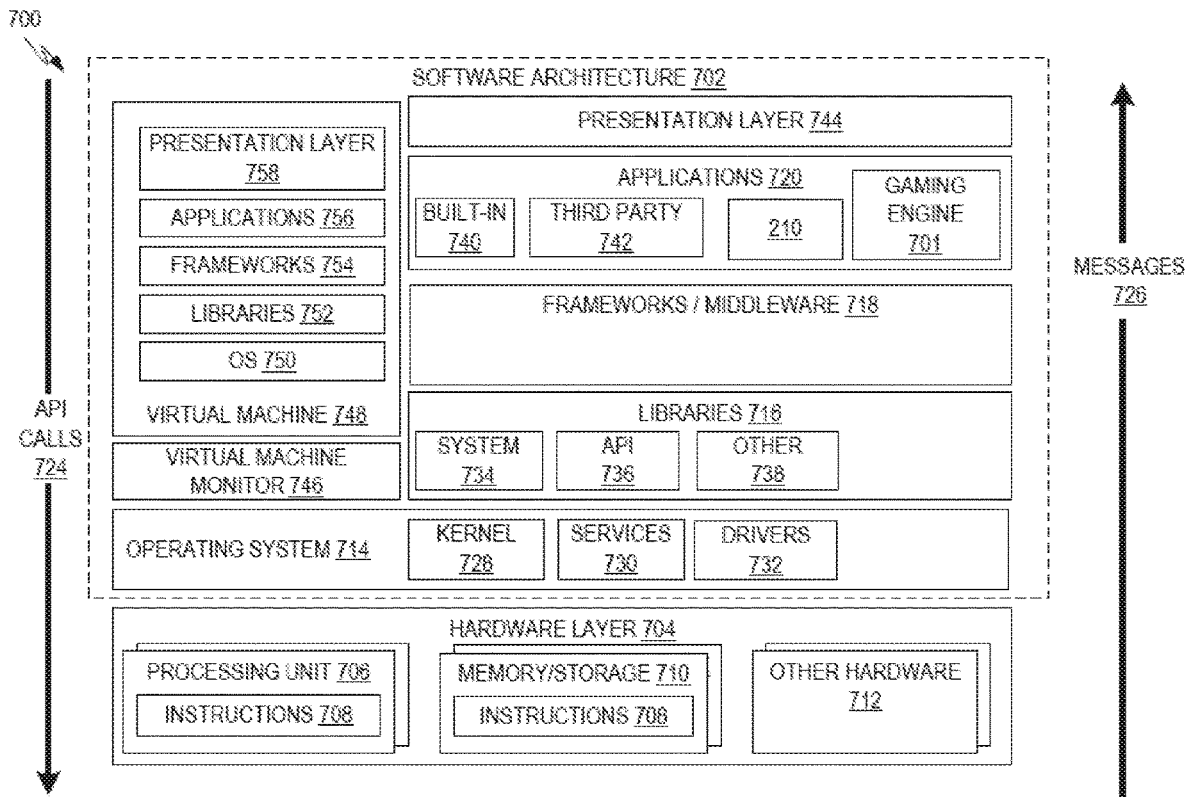 700
SOFTWARE ARCHITECTURE 702
PRESENTATION LAYER
758
APPLICATIONS 756
FRAMEWORKS 754
LIBRARIES 752
OS 750
VIRTUAL MACHINE 748
VIRTUAL MACHINE
MONITOR 746
PRESENTATION LAYER 744
APPLICATIONS 720
BUILT-IN
740
THIRD PARTY
742
210
GAMING
ENGINE
701
FRAMEWORKS / MIDDLEWARE 718
LIBRARIES 716
SYSTEM
734
API
736
OTHER
738
OPERATING SYSTEM 714
KERNEL
728
SERVICES
730
DRIVERS
732
HARDWARE LAYER 704
PROCESSING UNIT 706
INSTRUCTIONS 708
MEMORY/STORAGE 710
INSTRUCTIONS 708
OTHER HARDWARE
712
API
CALLS
724
MESSAGES
726